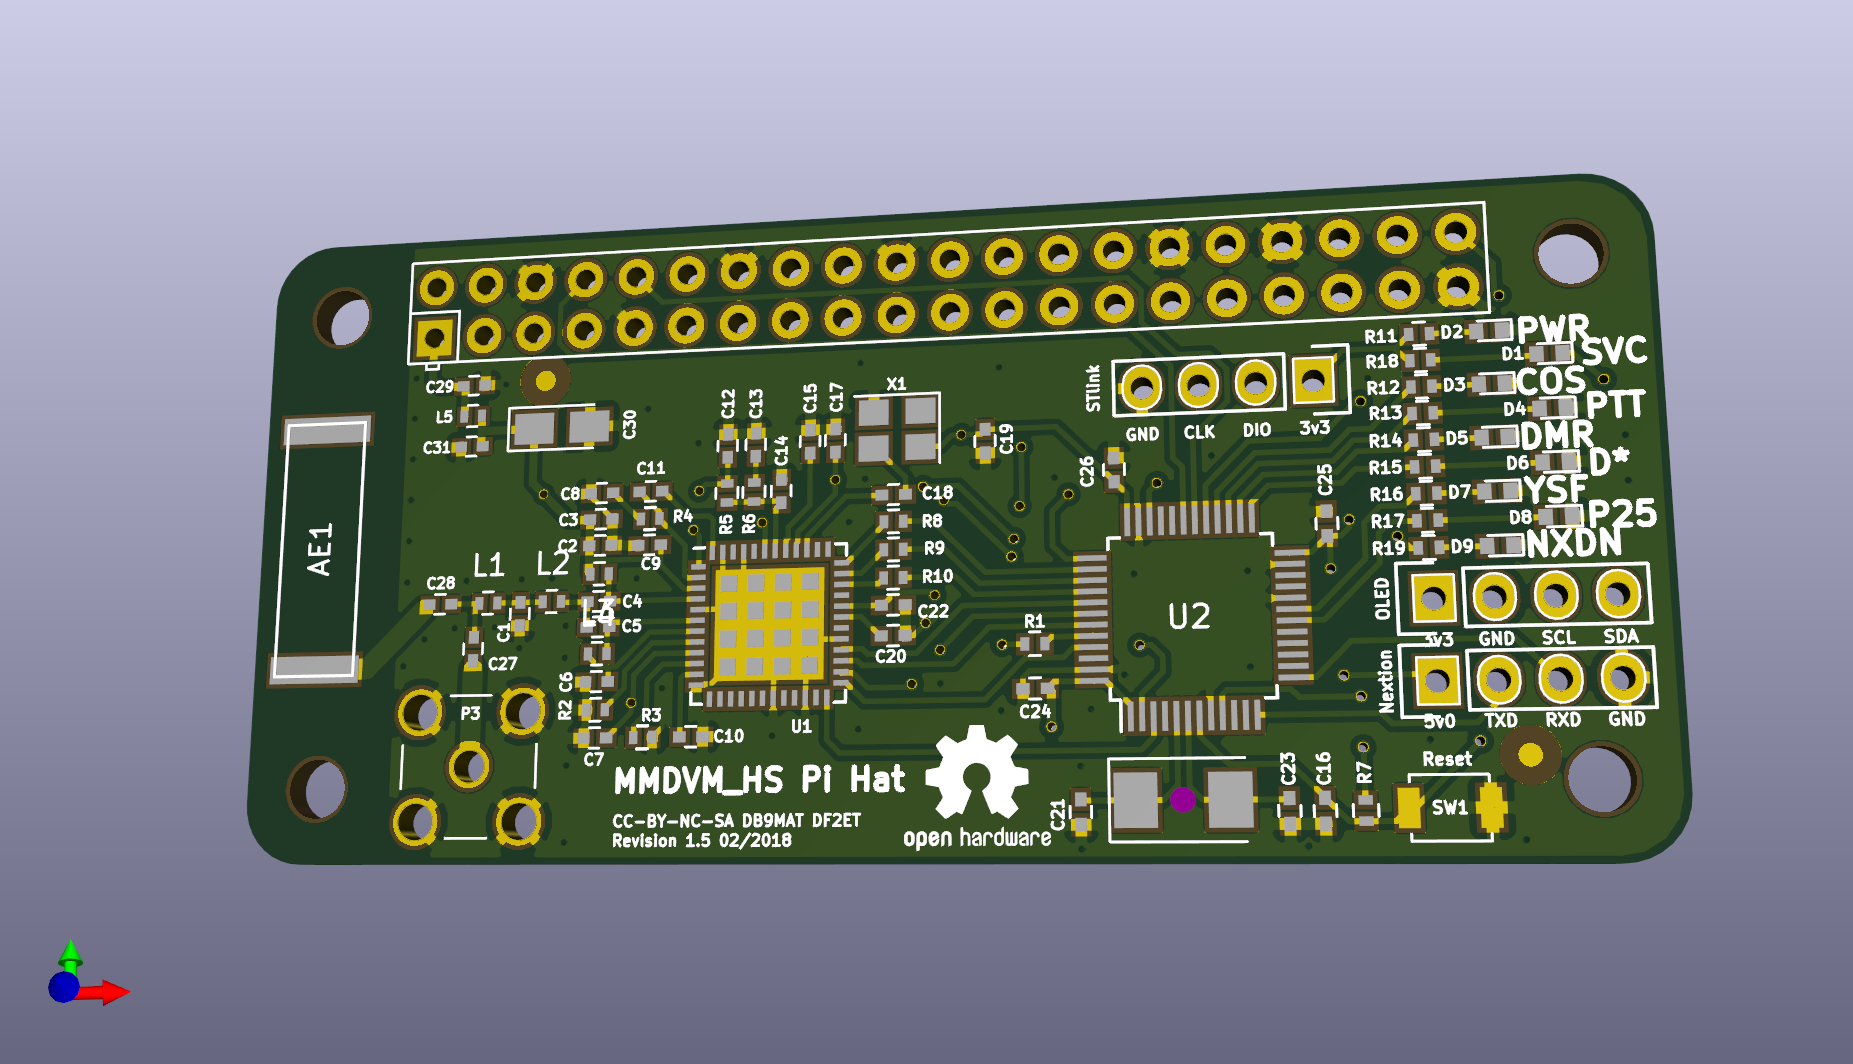 R11 D2 PWR
R18 D1 SVC
R12 D3 COS
R13 D4 PTT
R14 D5 DMR
R15 D6 D*
R16 D7 YSF
R17 D8 P25
R19 D9 NXDN
STlink
GND CLK DIO 3v3
C29
L5
C31
C30
C12 C13 C15 C17 X1
C14
C19
C26
C25
C11
C8
C3 R4
R5 R6
C2 C9
C18
R8
R9
R10
C22
C20
AE1
L1 L2
C28
C4
L3
C5
C1
C27
C6
R2
R3
C10
C7
P3
U1
R1
C24
U2
OLED
3v3 GND SCL SDA
Nextion
5v0 TXD RXD GND
Reset
SW1
C21
C23 C16 R7
MMDVM_HS Pi Hat
CC-BY-NC-SA DB9MAT DF2ET
Revision 1.5 02/2018
open hardware